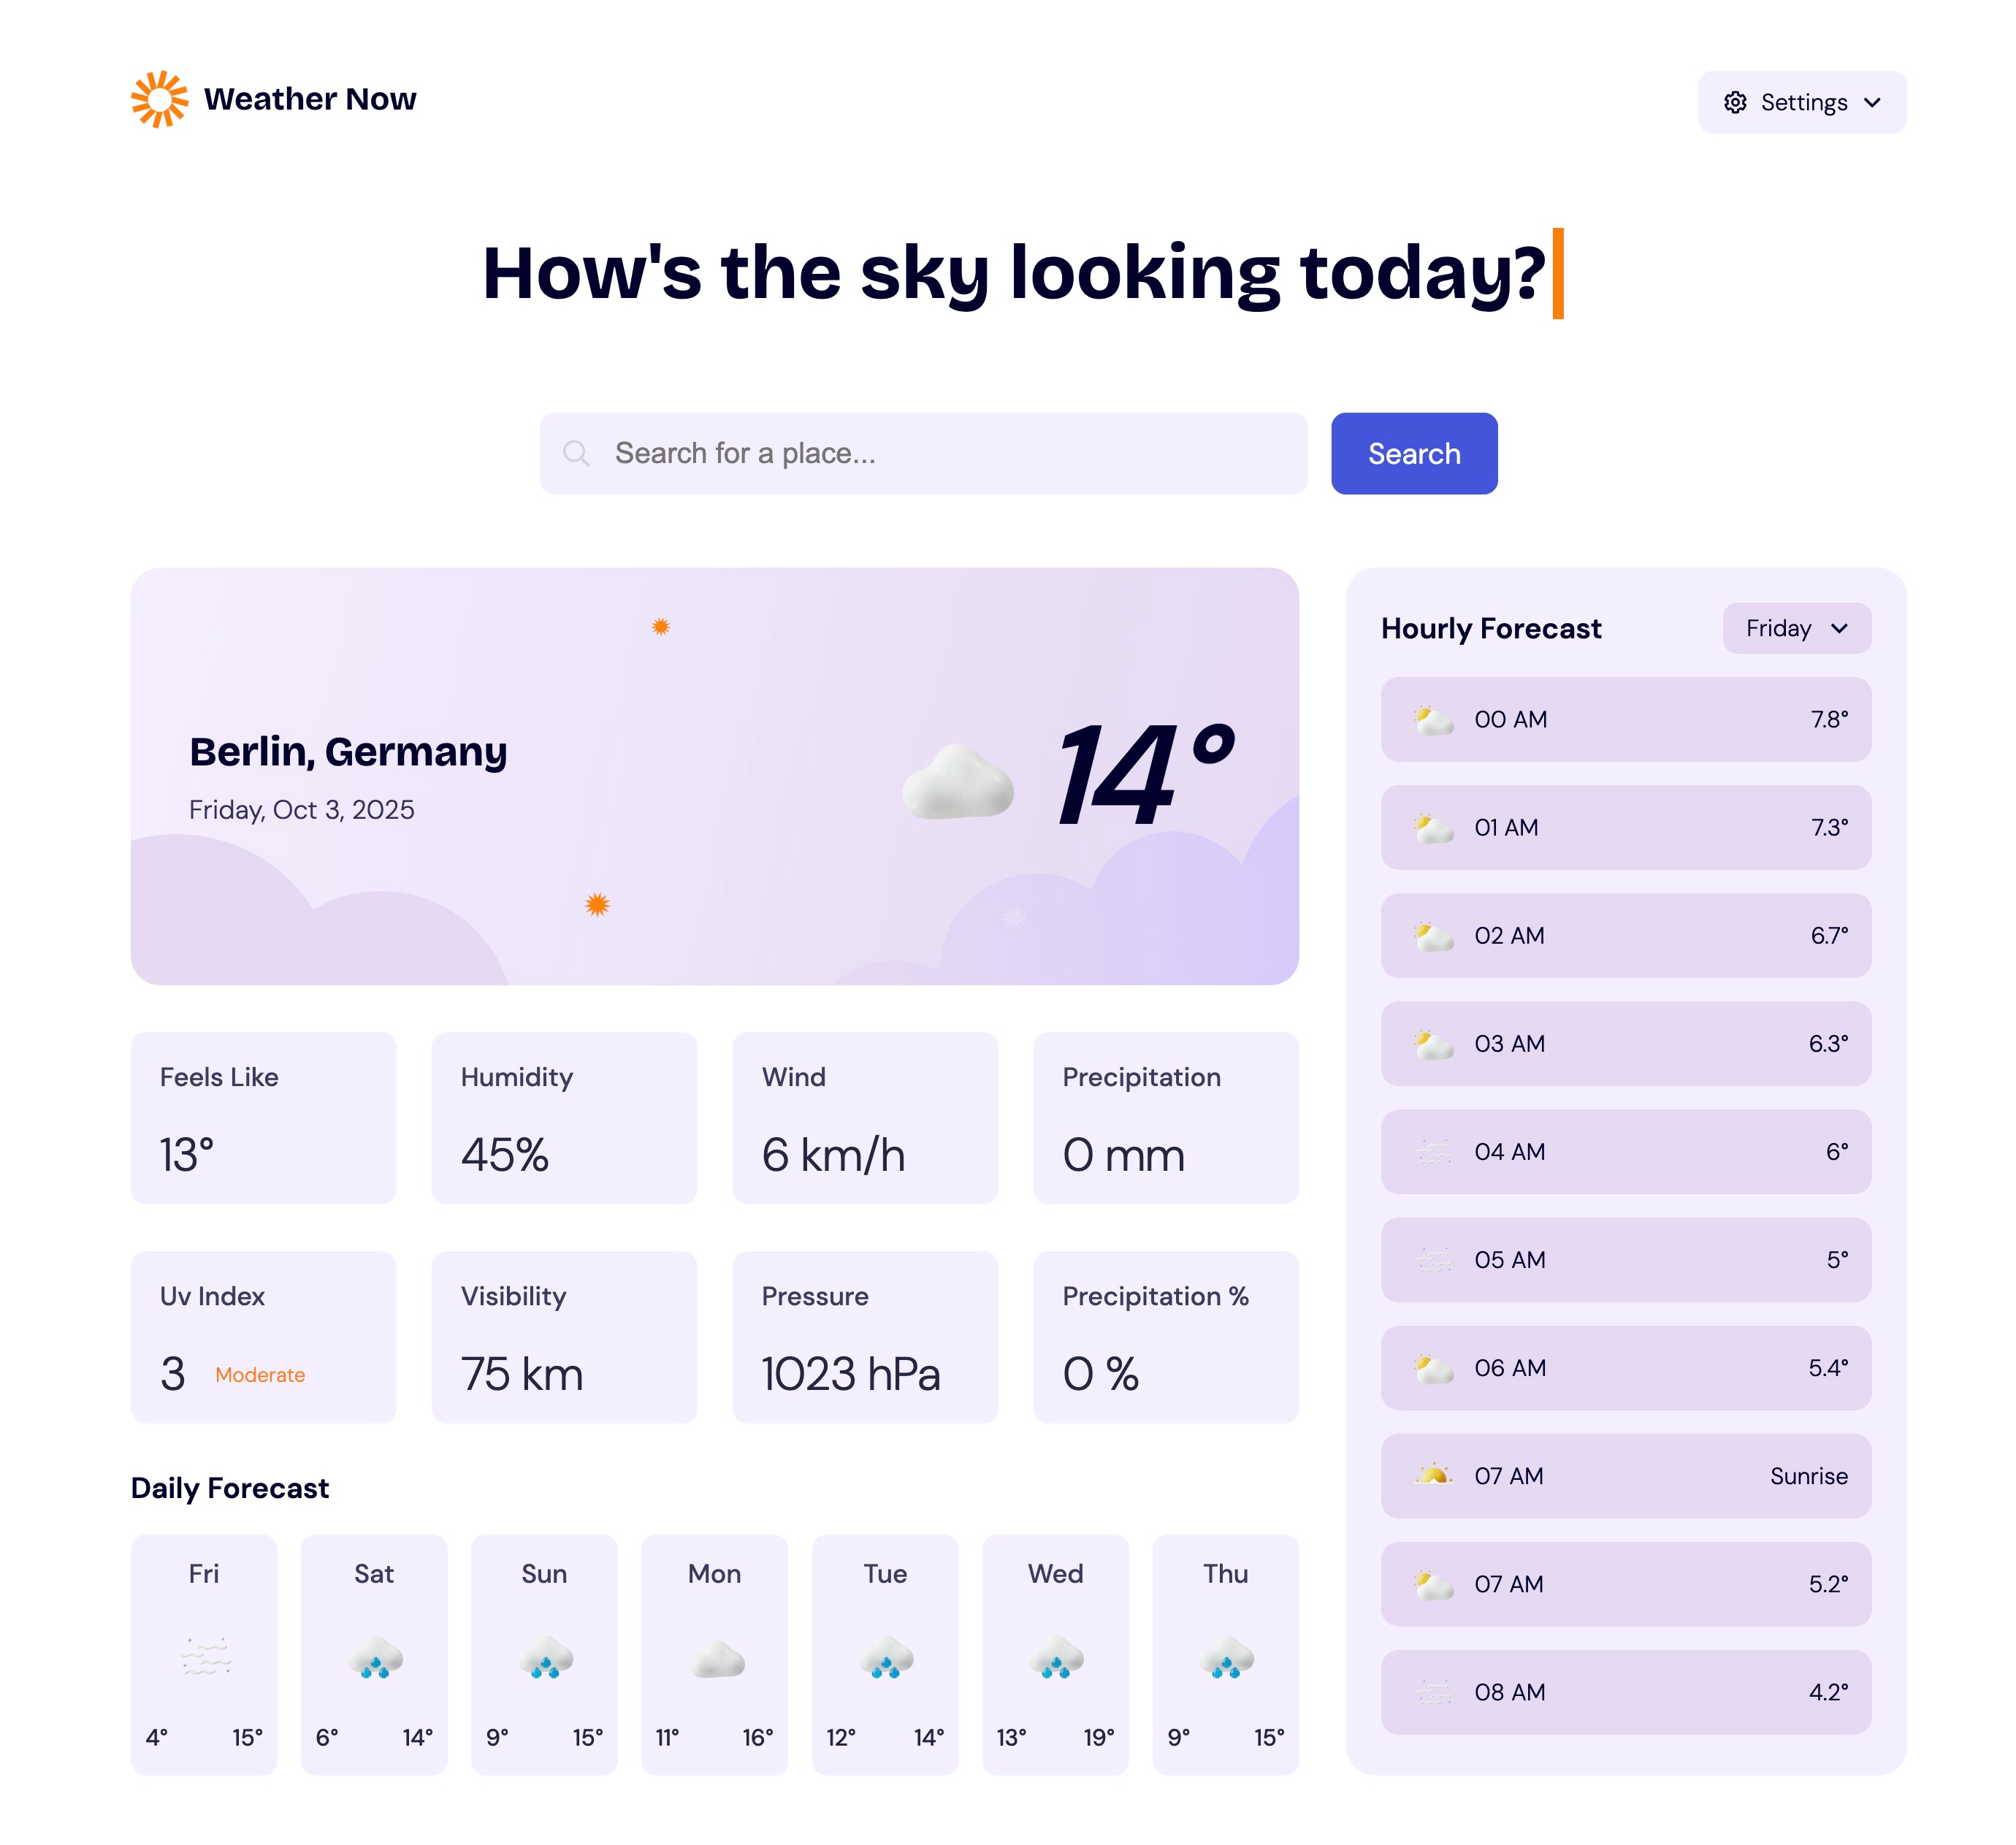 Weather Now
Settings
How's the sky looking today?
Search for a place...
Search
Berlin, Germany
Friday, Oct 3, 2025
14°
Feels Like
13°
Humidity
45%
Wind
6 km/h
Precipitation
0 mm
Uv Index
3 Moderate
Visibility
75 km
Pressure
1023 hPa
Precipitation %
0 %
Daily Forecast
Fri
4° 15°
Sat
6° 14°
Sun
9° 15°
Mon
11° 16°
Tue
12° 14°
Wed
13° 19°
Thu
9° 15°
Hourly Forecast
Friday
00 AM 7.8°
01 AM 7.3°
02 AM 6.7°
03 AM 6.3°
04 AM 6°
05 AM 5°
06 AM 5.4°
07 AM Sunrise
07 AM 5.2°
08 AM 4.2°